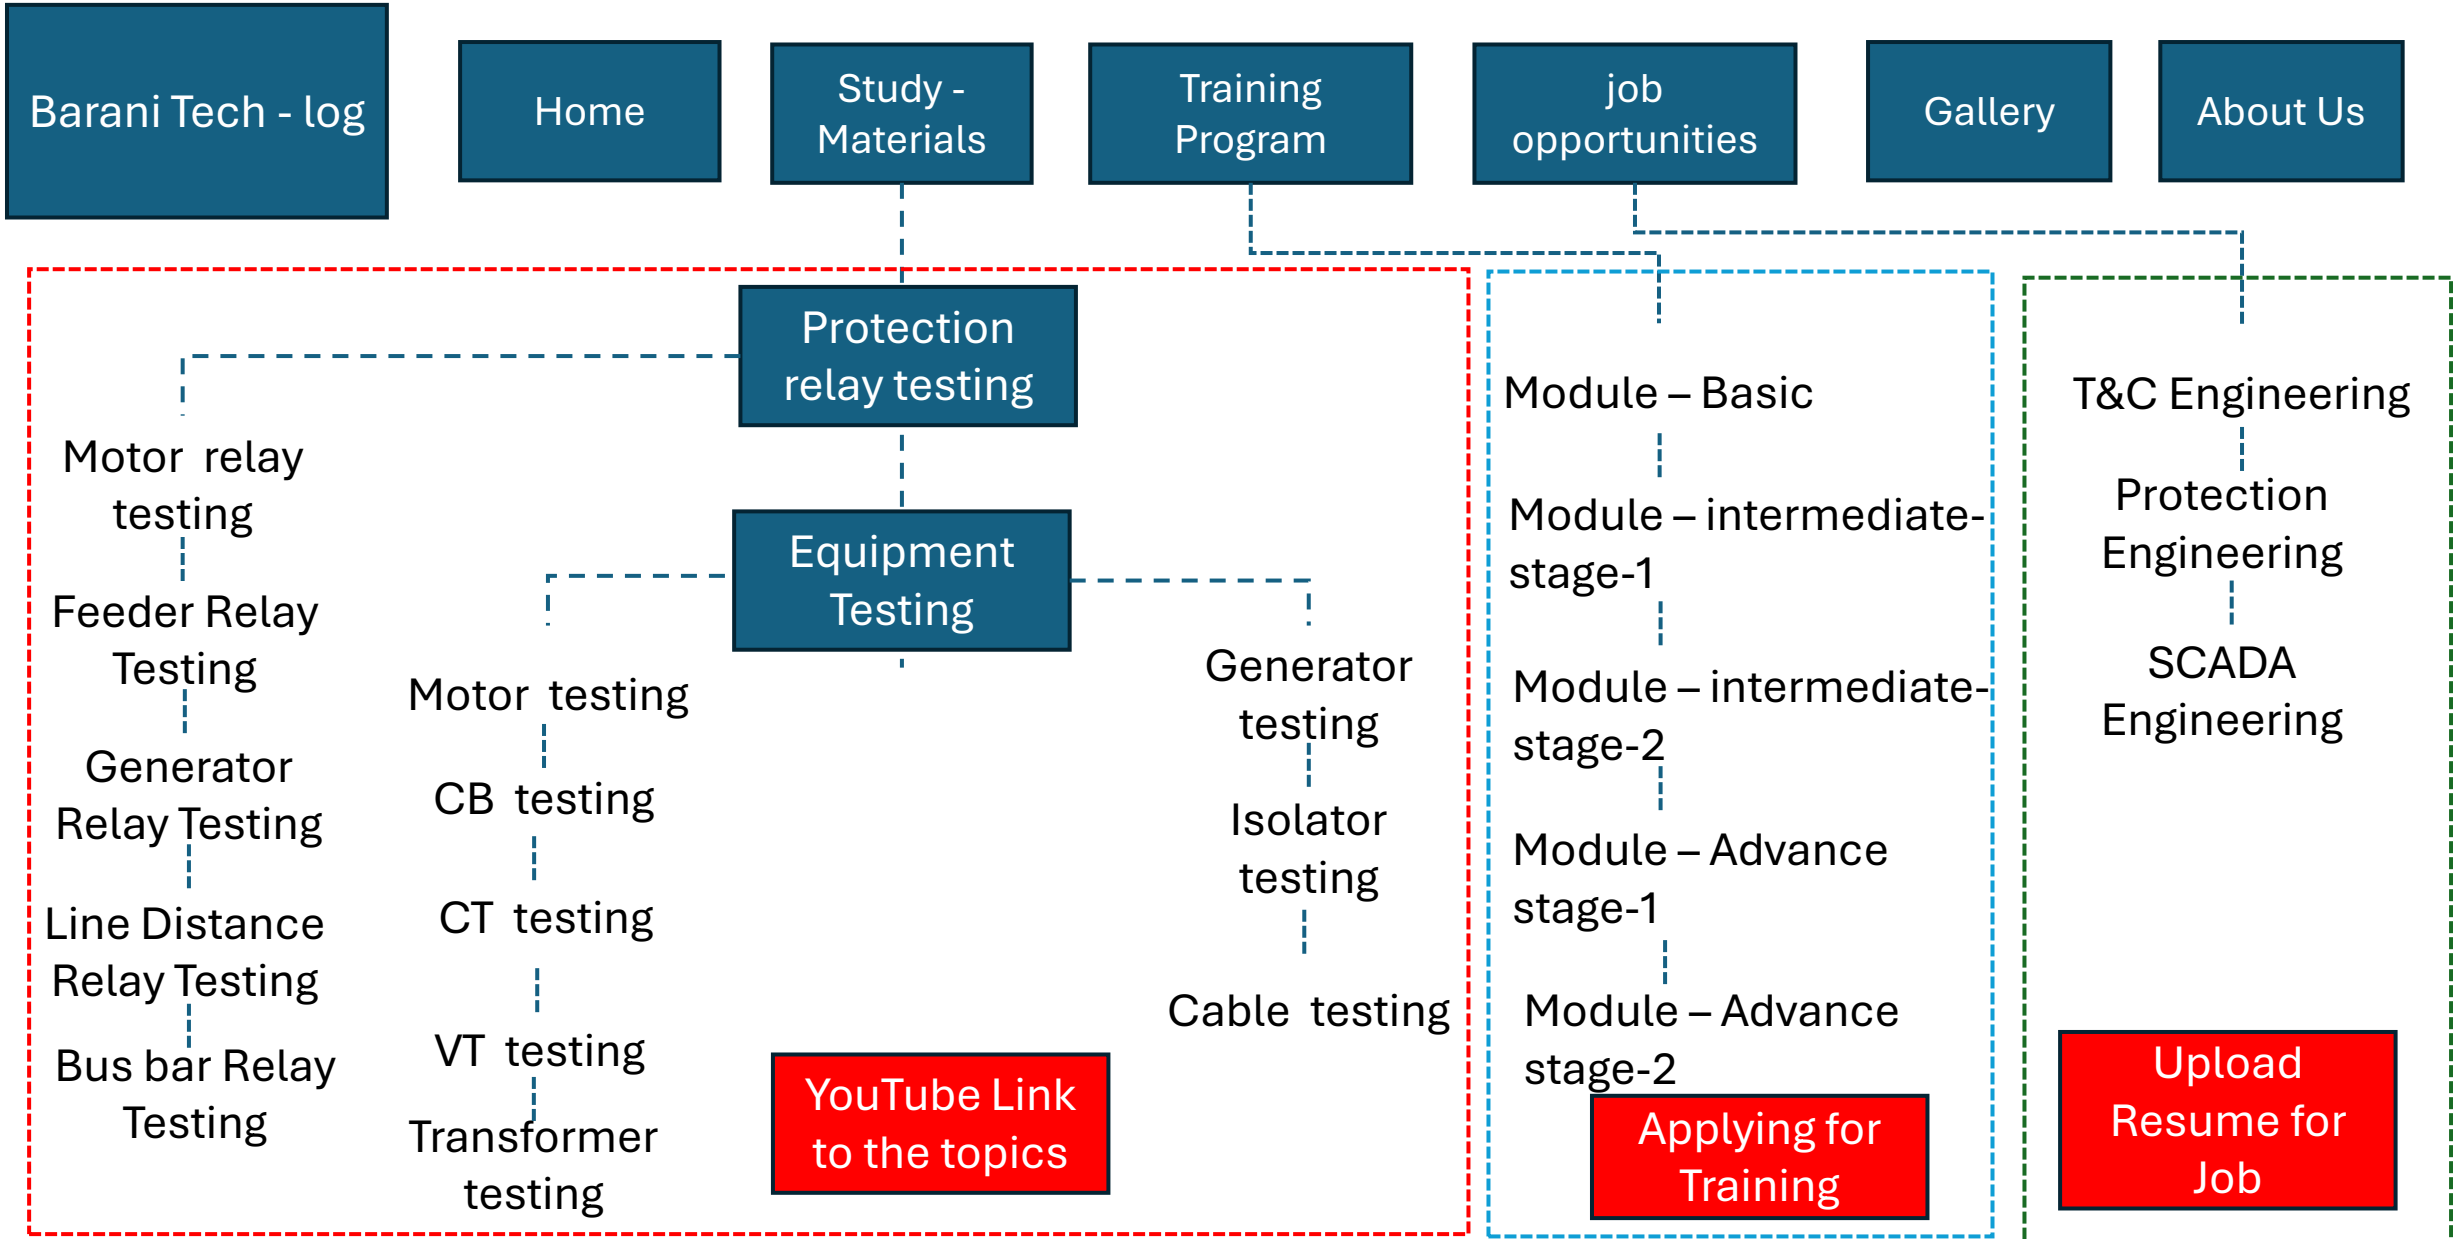 Barani Tech - log
Home
Study -
Materials
Training
Program
job
opportunities
Gallery
About Us
Protection
relay testing
Motor relay
testing
Feeder Relay
Testing
Generator
Relay Testing
Line Distance
Relay Testing
Bus bar Relay
Testing
Equipment
Testing
Motor testing
CB testing
CT testing
VT testing
Transformer
testing
Generator
testing
Isolator
testing
Cable testing
YouTube Link
to the topics
Module – Basic
Module – intermediate-
stage-1
Module – intermediate-
stage-2
Module – Advance
stage-1
Module – Advance
stage-2
Applying for
Training
T&C Engineering
Protection
Engineering
SCADA
Engineering
Upload
Resume for
Job